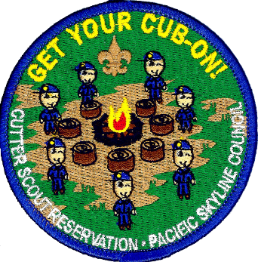 GET YOUR CUB-ON!
CUTTER SCOUT RESERVATION • PACIFIC SKYLINE COUNCIL